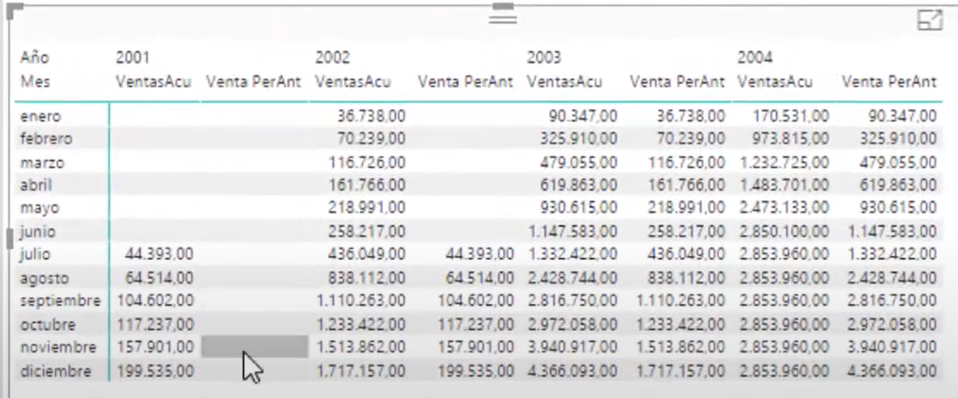 Año 2001 2002 2003 2004
Mes VentasAcu Venta PerAnt VentasAcu Venta PerAnt VentasAcu Venta PerAnt VentasAcu Venta PerAnt
enero 36.738,00 90.347,00 36.738,00 170.531,00 90.347,00
febrero 70.239,00 325.910,00 70.239,00 973.815,00 325.910,00
marzo 116.726,00 479.055,00 116.726,00 1.232.725,00 479.055,00
abril 161.766,00 619.863,00 161.766,00 1.483.701,00 619.863,00
mayo 218.991,00 930.615,00 218.991,00 2.473.133,00 930.615,00
junio 258.217,00 1.147.583,00 258.217,00 2.850.100,00 1.147.583,00
julio 44.393,00 436.049,00 44.393,00 1.332.422,00 436.049,00 2.853.960,00 1.332.422,00
agosto 64.514,00 838.112,00 64.514,00 2.428.744,00 838.112,00 2.853.960,00 2.428.744,00
septiembre 104.602,00 1.110.263,00 104.602,00 2.816.750,00 1.110.263,00 2.853.960,00 2.816.750,00
octubre 117.237,00 1.233.422,00 117.237,00 2.972.058,00 1.233.422,00 2.853.960,00 2.972.058,00
noviembre 157.901,00 1.513.862,00 157.901,00 3.940.917,00 1.513.862,00 2.853.960,00 3.940.917,00
diciembre 199.535,00 1.717.157,00 199.535,00 4.366.093,00 1.717.157,00 2.853.960,00 4.366.093,00